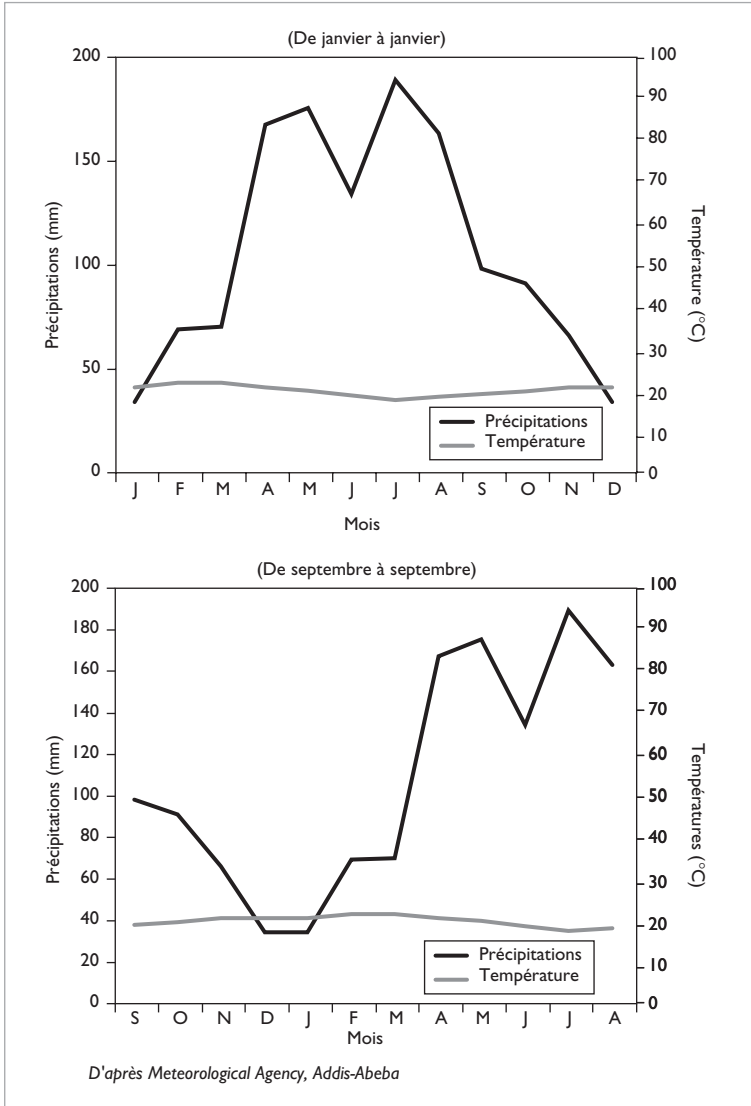 (De janvier à janvier)
200
150
100
50
0
Précipitations (mm)
100
90
80
70
60
50
40
30
20
10
0
Température (°C)
Précipitations
Température
J F M A M J J A S O N D
Mois
(De septembre à septembre)
200
180
160
140
120
100
80
60
40
20
0
Précipitations (mm)
100
90
80
70
60
50
40
30
20
10
0
Températures (°C)
Précipitations
Température
S O N D J F M A M J J A
Mois
D'après Meteorological Agency, Addis-Abeba